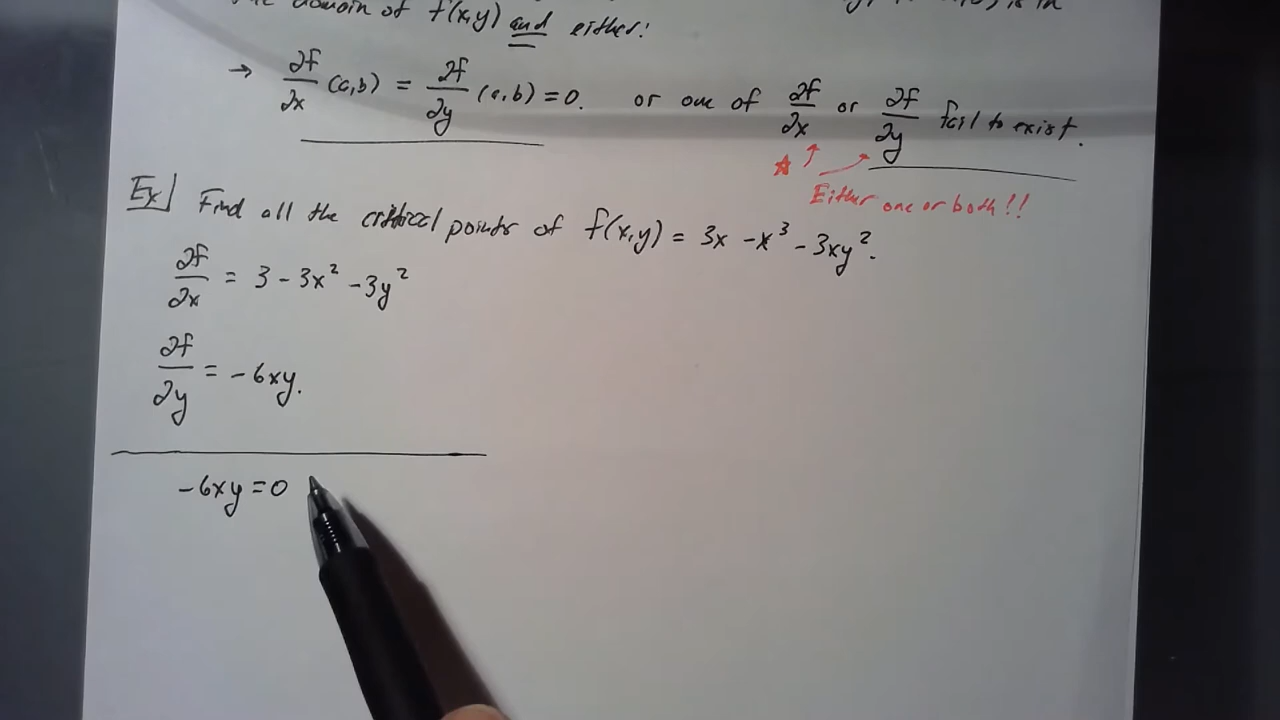 domain of f(x,y) and either:
→ ∂f/∂x (a,b) = ∂f/∂y (a,b) = 0. or one of ∂f/∂x or ∂f/∂y fail to exist.
☆ ↑ Either one or both!!
Ex] Find all the critical points of f(x,y) = 3x - x³ - 3xy².
∂f/∂x = 3 - 3x² - 3y²
∂f/∂y = -6xy.
-6xy = 0